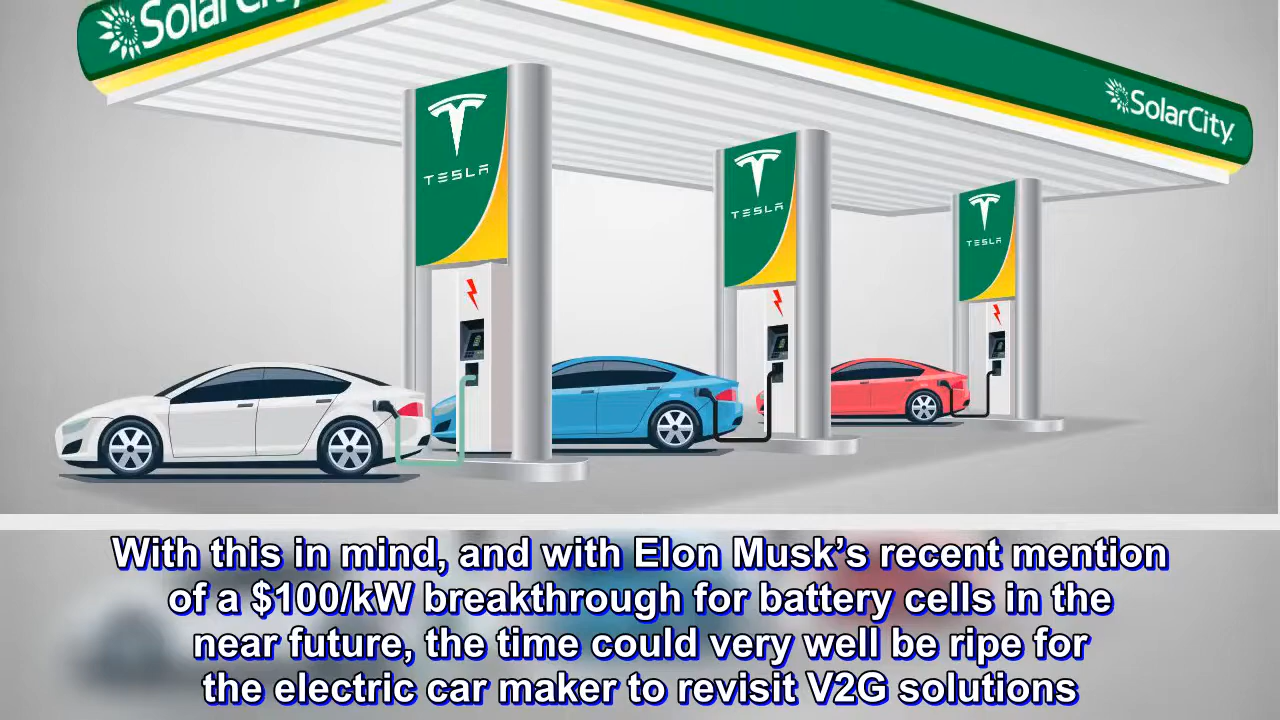 SolarCity
SolarCity
TESLA
TESLA
TESLA
With this in mind, and with Elon Musk’s recent mention
of a $100/kW breakthrough for battery cells in the
near future, the time could very well be ripe for
the electric car maker to revisit V2G solutions